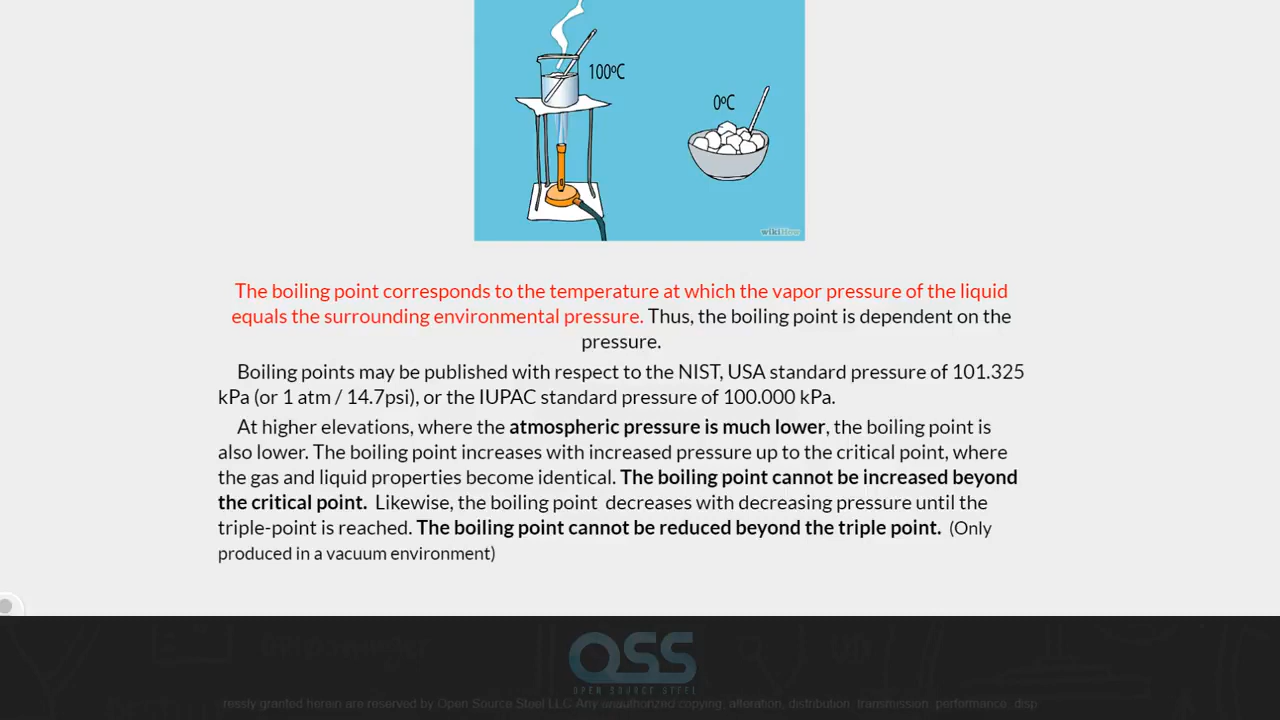 100ºC
0ºC
wikiHow
The boiling point corresponds to the temperature at which the vapor pressure of the liquid
equals the surrounding environmental pressure. Thus, the boiling point is dependent on the
pressure.
Boiling points may be published with respect to the NIST, USA standard pressure of 101.325
kPa (or 1 atm / 14.7psi), or the IUPAC standard pressure of 100.000 kPa.
At higher elevations, where the atmospheric pressure is much lower, the boiling point is
also lower. The boiling point increases with increased pressure up to the critical point, where
the gas and liquid properties become identical. The boiling point cannot be increased beyond
the critical point. Likewise, the boiling point decreases with decreasing pressure until the
triple-point is reached. The boiling point cannot be reduced beyond the triple point. (Only
produced in a vacuum environment)
OSS
OPEN SOURCE STEEL
ressly granted herein are reserved by Open Source Steel LLC Any unauthorized copying, alteration, distribution, transmission, performance, disp